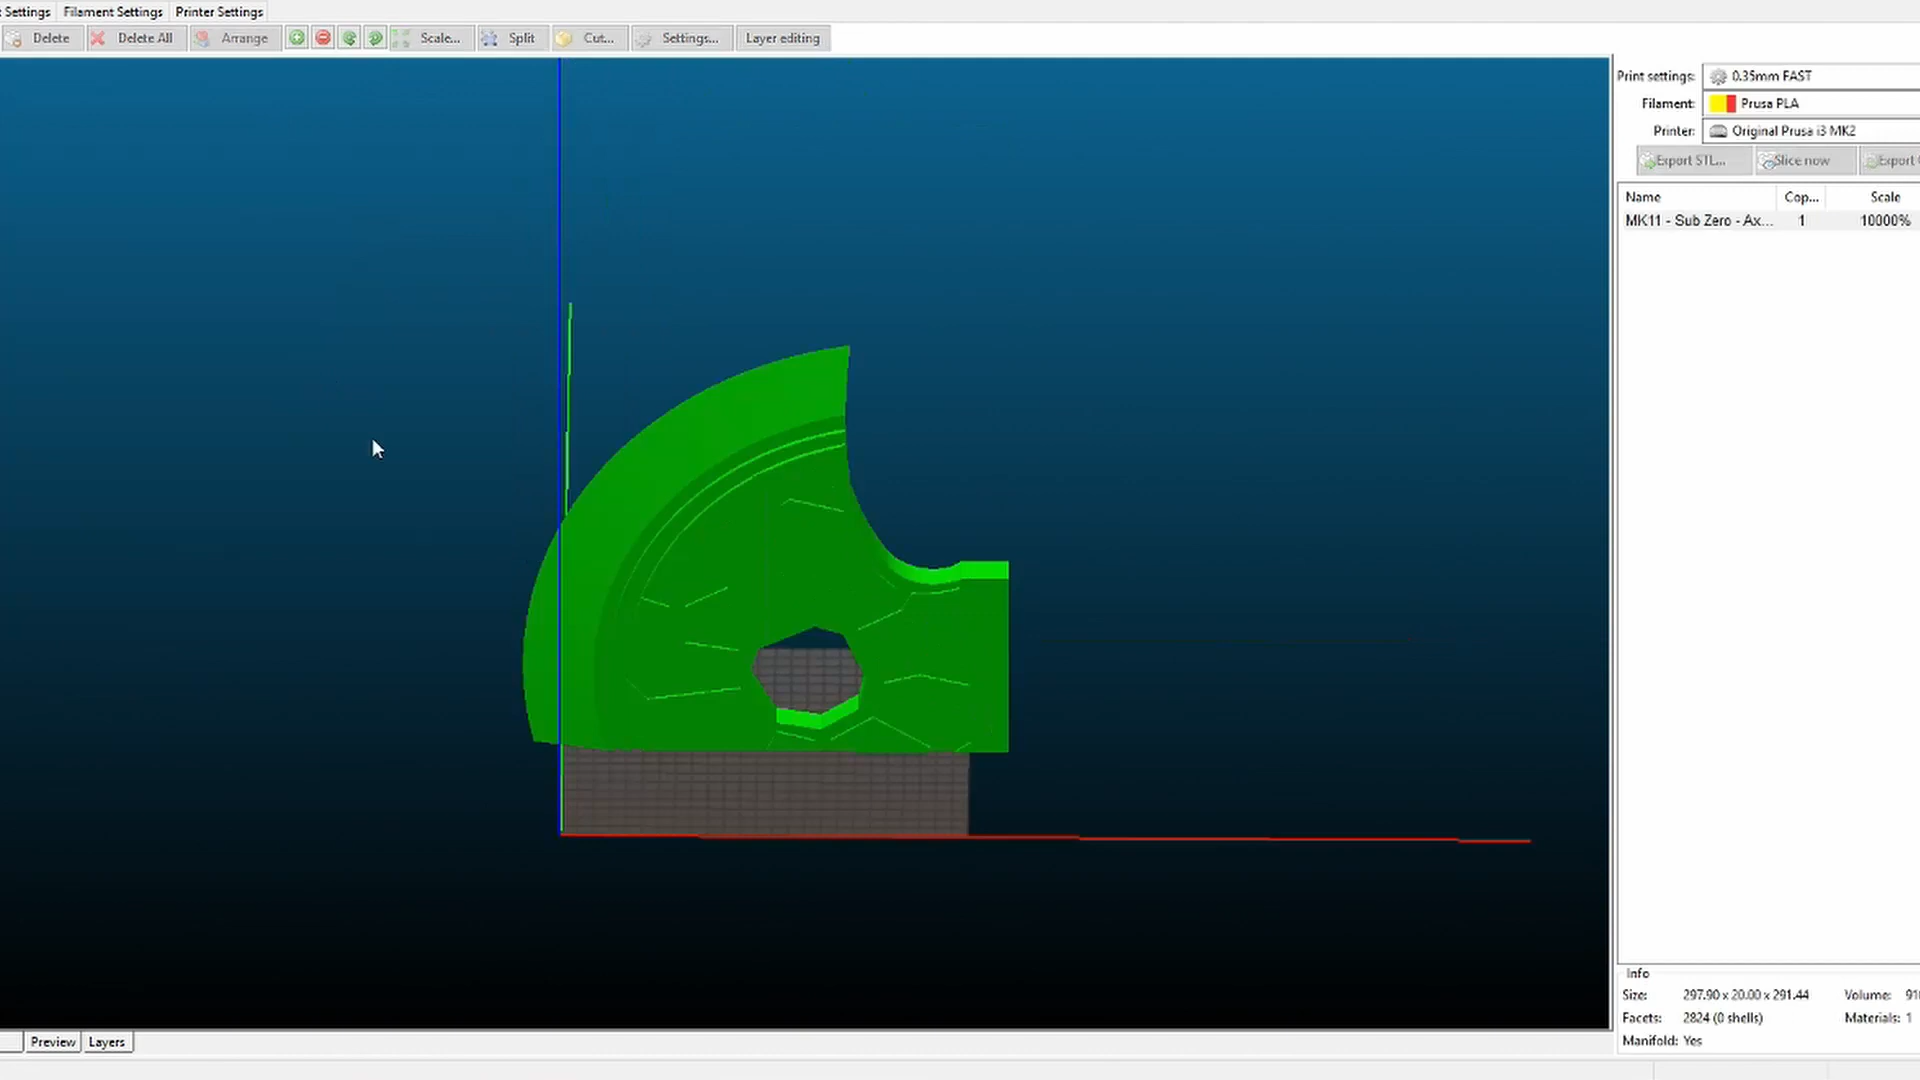 Settings Filament Settings Printer Settings
Delete Delete All Arrange Scale... Split Cut... Settings... Layer editing
Print settings: 0.35mm FAST
Filament: Prusa PLA
Printer: Original Prusa i3 MK2
Export STL... Slice now Export
Name Cop... Scale
MK11 - Sub Zero - Ax... 1 10000%
Info
Size: 297.90 x 20.00 x 291.44 Volume: 91
Facets: 2824 (0 shells) Materials: 1
Manifold: Yes
Preview Layers